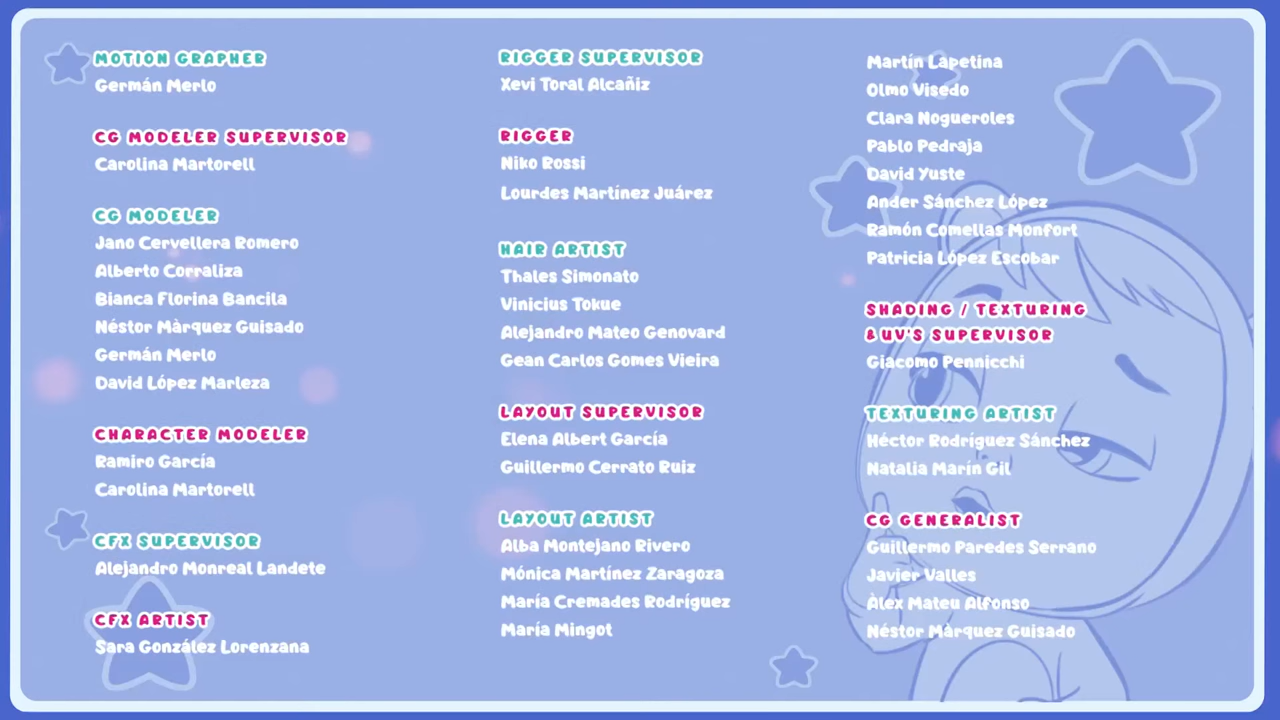 MOTION GRAPHER
Germán Merlo
CG MODELER SUPERVISOR
Carolina Martorell
CG MODELER
Jano Cervellera Romero
Alberto Corraliza
Bianca Florina Bancila
Néstor Màrquez Guisado
Germán Merlo
David López Marleza
CHARACTER MODELER
Ramiro García
Carolina Martorell
CFX SUPERVISOR
Alejandro Monreal Landete
CFX ARTIST
Sara González Lorenzana
RIGGER SUPERVISOR
Xevi Toral Alcañiz
RIGGER
Niko Rossi
Lourdes Martínez Juárez
HAIR ARTIST
Thales Simonato
Vinicius Tokue
Alejandro Mateo Genovard
Gean Carlos Gomes Vieira
LAYOUT SUPERVISOR
Elena Albert García
Guillermo Cerrato Ruiz
LAYOUT ARTIST
Alba Montejano Rivero
Mónica Martínez Zaragoza
María Cremades Rodríguez
María Mingot
Martín Lapetina
Olmo Visedo
Clara Nogueroles
Pablo Pedraja
David Yuste
Ander Sánchez López
Ramón Comellas Monfort
Patricia López Escobar
SHADING / TEXTURING
& UV'S SUPERVISOR
Giacomo Pennicchi
TEXTURING ARTIST
Héctor Rodríguez Sánchez
Natalia Marín Gil
CG GENERALIST
Guillermo Paredes Serrano
Javier Valles
Àlex Mateu Alfonso
Néstor Màrquez Guisado